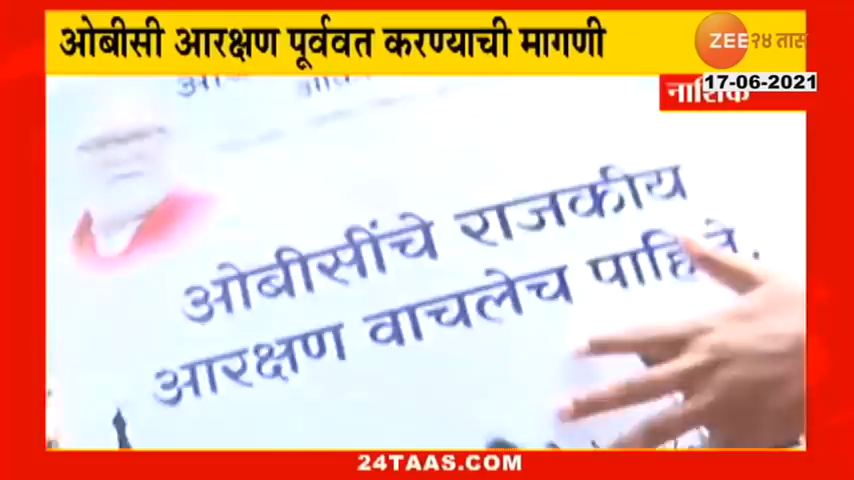 ओबीसी आरक्षण पूर्ववत करण्याची मागणी
ZEE २४ तास
नाशिक
17-06-2021
ओबीसींचे राजकीय
आरक्षण वाचलेच पाहिजे.
24TAAS.COM